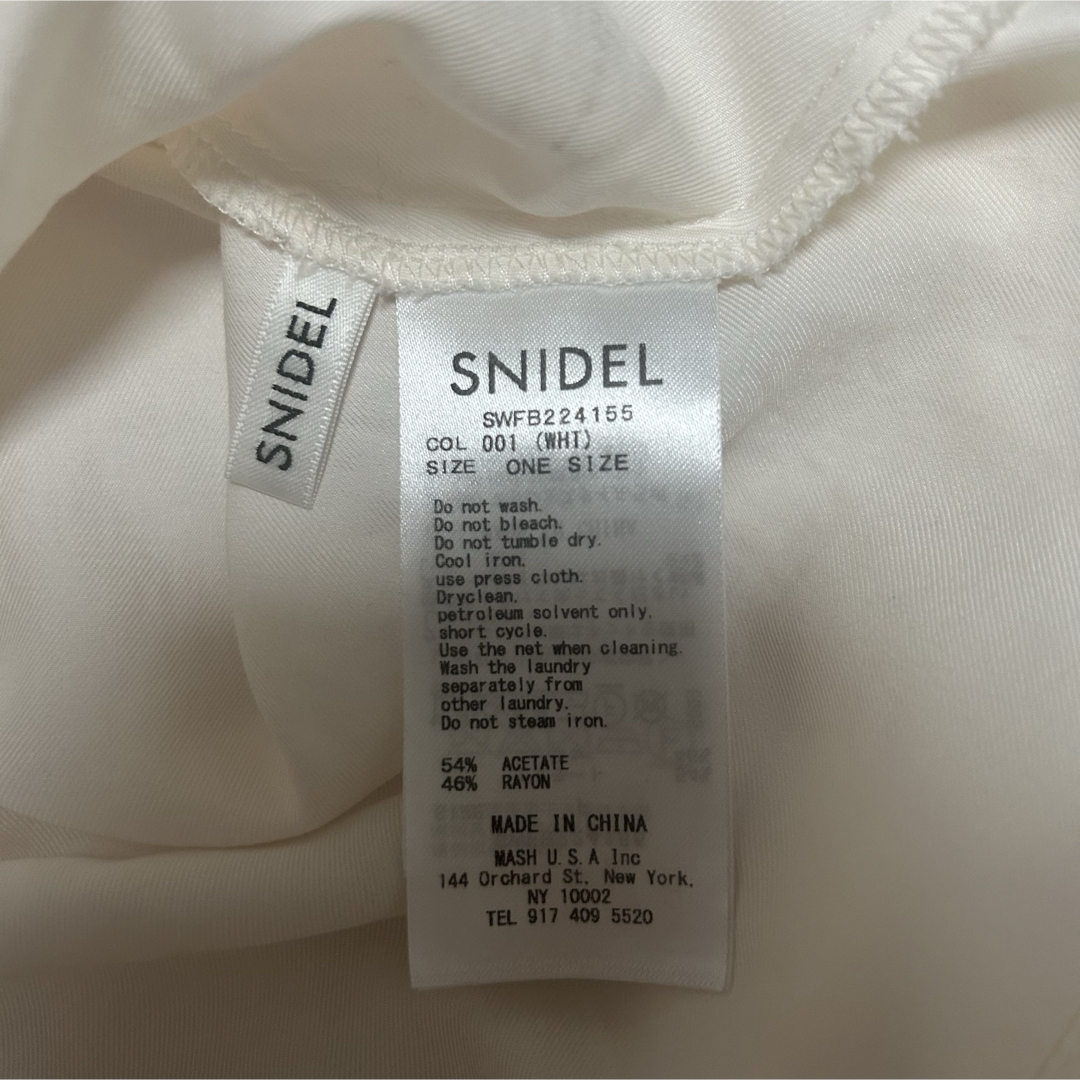 SNIDEL
SNIDEL
SWFB224155
COL 001 (WHT)
SIZE ONE SIZE
Do not wash.
Do not bleach.
Do not tumble dry.
Cool iron.
use press cloth.
Dryclean.
petroleum solvent only.
short cycle.
Use the net when cleaning.
Wash the laundry
separately from
other laundry.
Do not steam iron.
54% ACETATE
46% RAYON
MADE IN CHINA
MASH U.S.A Inc
144 Orchard St, New York,
NY 10002
TEL 917 409 5520